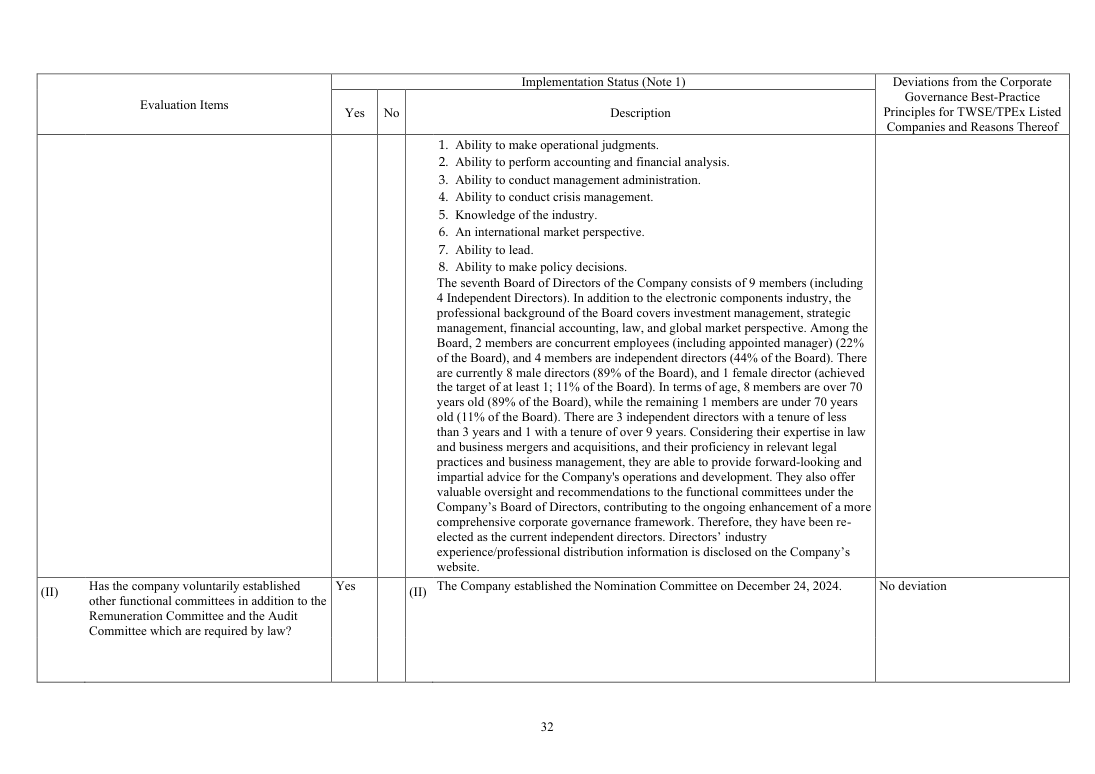 Evaluation Items
Implementation Status (Note 1)
Deviations from the Corporate
Governance Best-Practice
Principles for TWSE/TPEx Listed
Companies and Reasons Thereof
Yes
No
Description
1. Ability to make operational judgments.
2. Ability to perform accounting and financial analysis.
3. Ability to conduct management administration.
4. Ability to conduct crisis management.
5. Knowledge of the industry.
6. An international market perspective.
7. Ability to lead.
8. Ability to make policy decisions.
The seventh Board of Directors of the Company consists of 9 members (including
4 Independent Directors). In addition to the electronic components industry, the
professional background of the Board covers investment management, strategic
management, financial accounting, law, and global market perspective. Among the
Board, 2 members are concurrent employees (including appointed manager) (22%
of the Board), and 4 members are independent directors (44% of the Board). There
are currently 8 male directors (89% of the Board), and 1 female director (achieved
the target of at least 1; 11% of the Board). In terms of age, 8 members are over 70
years old (89% of the Board), while the remaining 1 members are under 70 years
old (11% of the Board). There are 3 independent directors with a tenure of less
than 3 years and 1 with a tenure of over 9 years. Considering their expertise in law
and business mergers and acquisitions, and their proficiency in relevant legal
practices and business management, they are able to provide forward-looking and
impartial advice for the Company's operations and development. They also offer
valuable oversight and recommendations to the functional committees under the
Company’s Board of Directors, contributing to the ongoing enhancement of a more
comprehensive corporate governance framework. Therefore, they have been re-
elected as the current independent directors. Directors’ industry
experience/professional distribution information is disclosed on the Company’s
website.
(II) Has the company voluntarily established
other functional committees in addition to the
Remuneration Committee and the Audit
Committee which are required by law?
Yes
(II) The Company established the Nomination Committee on December 24, 2024.
No deviation
32